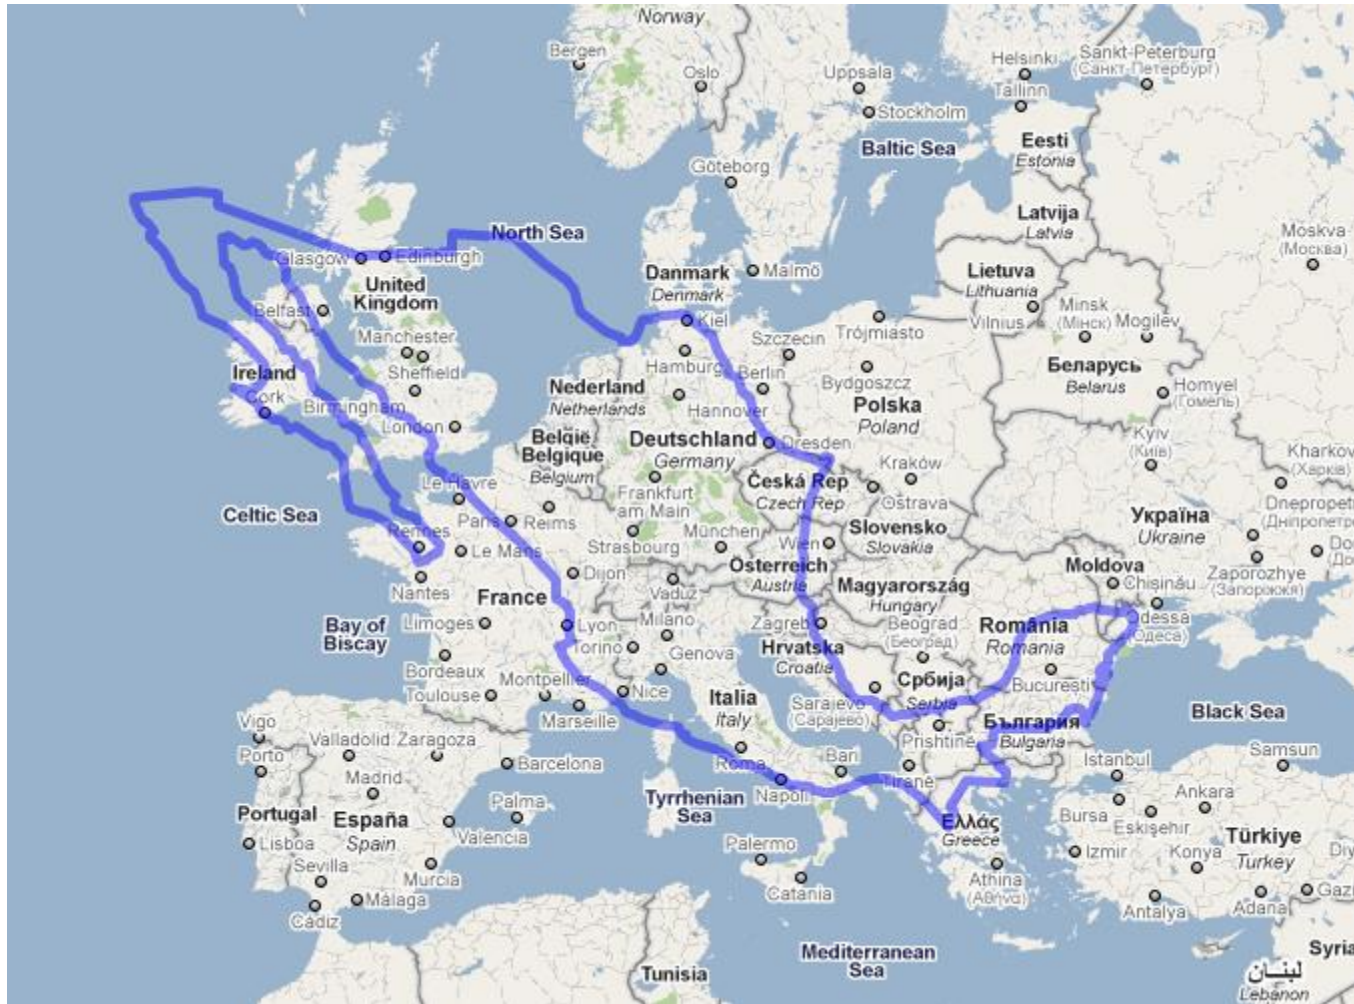 Norway
Bergen
Oslo
Uppsala
Stockholm
Helsinki
Tallinn
Sankt-Peterburg
(Санкт-Петербург)
Baltic Sea
Eesti
Estonia
Göteborg
Latvija
Latvia
Moskva
(Москва)
North Sea
Glasgow
Edinburgh
Danmark
Denmark
Malmö
Lietuva
Lithuania
Vilnius
United
Kingdom
Belfast
Kiel
Trójmiasto
Minsk
(Мінск)
Mogilev
Manchester
Sheffield
Szczecin
Hamburg
Berlin
Bydgoszcz
Беларусь
Belarus
Homyel
(Гомель)
Ireland
Cork
Birmingham
London
Nederland
Netherlands
Hannover
Polska
Poland
België
Belgique
Belgium
Deutschland
Germany
Dresden
Kyiv
(Київ)
Kharkov
(Харків)
Le Havre
Frankfurt
am Main
Česká Rep
Czech Rep
Kraków
Ostrava
Celtic Sea
Paris
Reims
Rennes
Le Mans
Strasbourg
München
Wien
Slovensko
Slovakia
Україна
Ukraine
Dnepropet
(Дніпропетро
Nantes
Dijon
Vaduz
Österreich
Austria
Magyarország
Hungary
Moldova
Chișinău
Zaporozhye
(Запоріжжя)
Do
(До
France
Bay of
Biscay
Limoges
Lyon
Milano
Torino
Genova
Zagreb
Hrvatska
Croatia
Beograd
(Београд)
România
Romania
Odessa
(Одеса)
Bordeaux
Toulouse
Montpellier
Marseille
Nice
Italia
Italy
Sarajevo
(Сарајево)
Србија
Serbia
București
Black Sea
Vigo
Porto
Valladolid
Zaragoza
Barcelona
Roma
Bari
Prishtinë
България
Bulgaria
Tiranë
Istanbul
Samsun
Madrid
Portugal
España
Spain
Palma
Valencia
Tyrrhenian
Sea
Napoli
Ελλάς
Greece
Bursa
Ankara
Eskişehir
Türkiye
Turkey
Lisboa
Sevilla
Murcia
Palermo
Catania
Athina
(Αθήνα)
Izmir
Konya
Diy
Cádiz
Málaga
Antalya
Adana
Gazi
Mediterranean
Sea
Tunisia
Syria
لبنان
Lebanon